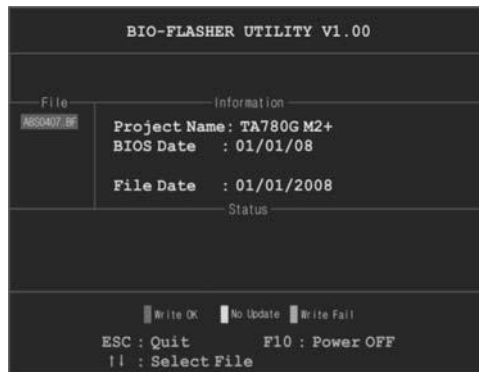 BIO-FLASHER UTILITY V1.00
File
Information
A8S0407.BF
Project Name: TA780G M2+
BIOS Date : 01/01/08
File Date : 01/01/2008
Status
Write OK No Update Write Fail
ESC : Quit F10 : Power OFF
↑↓ : Select File